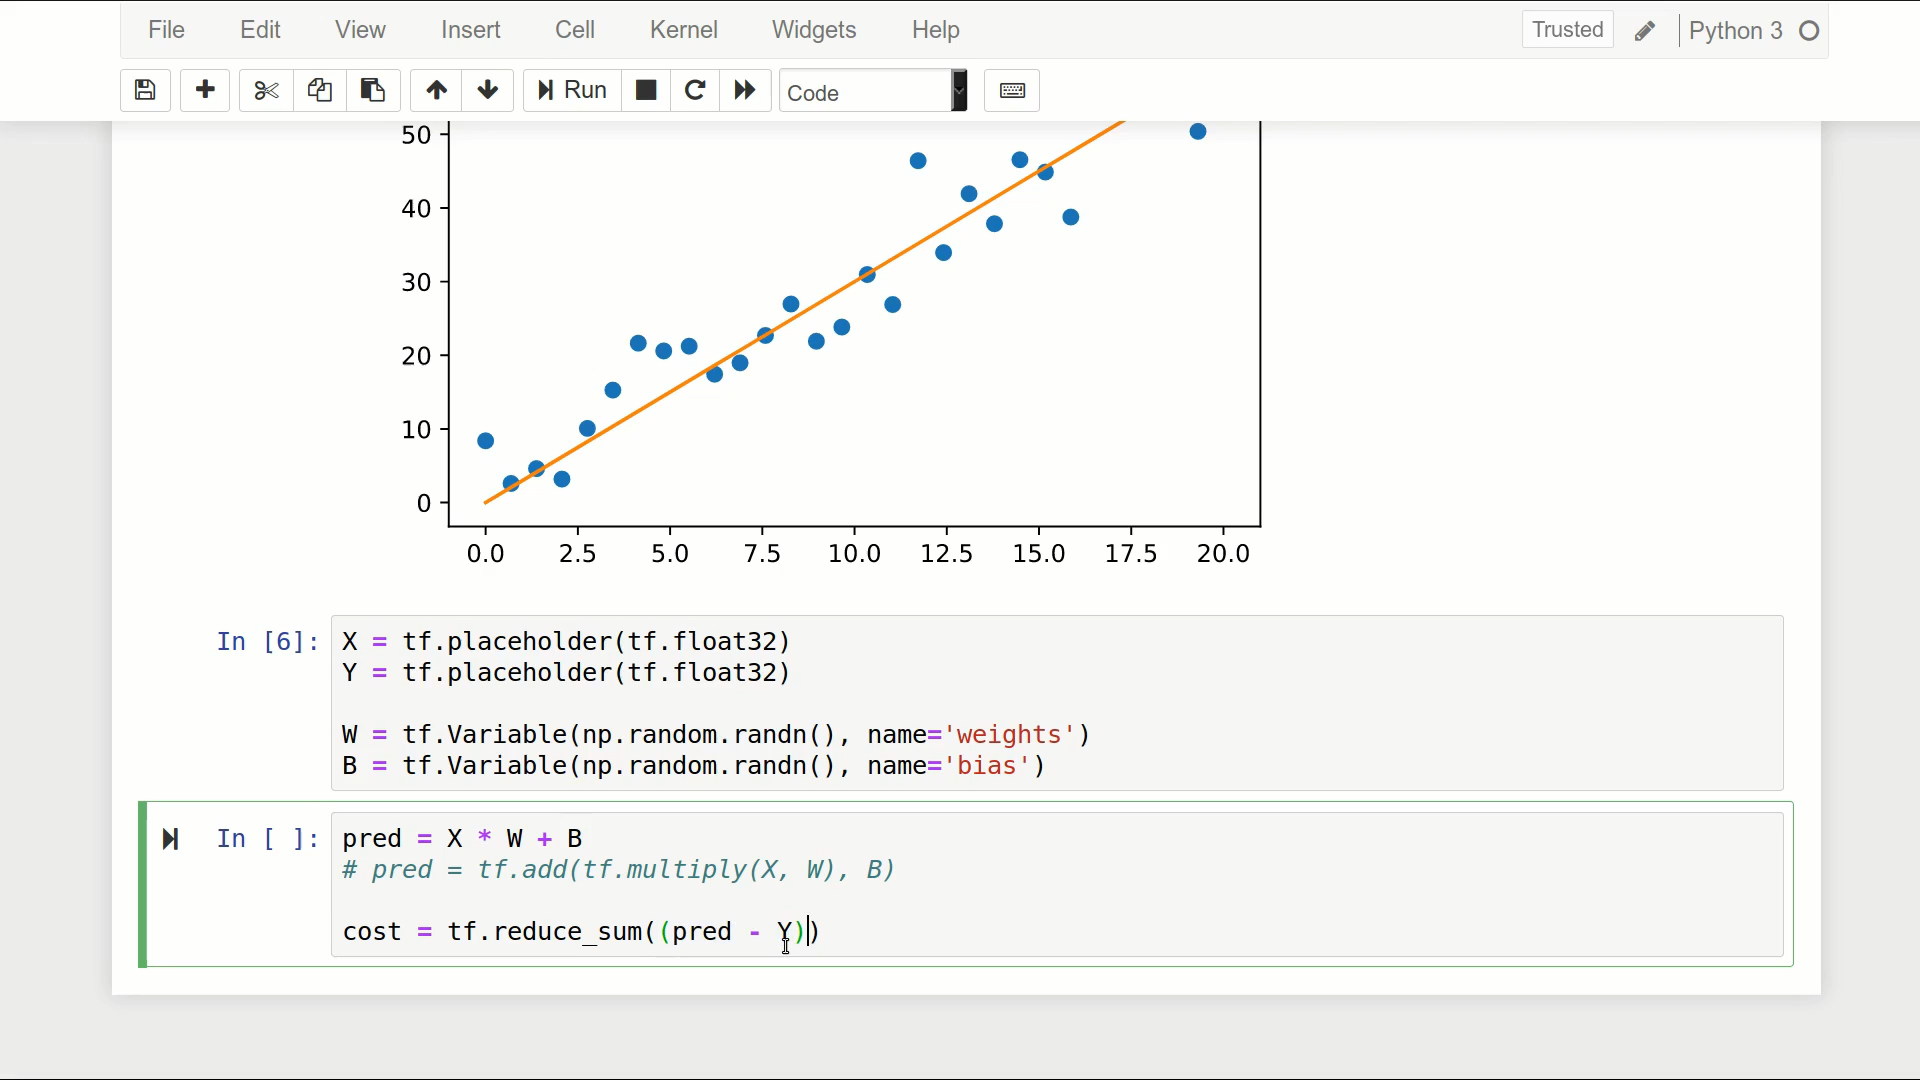 File Edit View Insert Cell Kernel Widgets Help Trusted Python 3
Run Code
50
40
30
20
10
0
0.0 2.5 5.0 7.5 10.0 12.5 15.0 17.5 20.0
In [6]: X = tf.placeholder(tf.float32)
Y = tf.placeholder(tf.float32)
W = tf.Variable(np.random.randn(), name='weights')
B = tf.Variable(np.random.randn(), name='bias')
In [ ]: pred = X * W + B
# pred = tf.add(tf.multiply(X, W), B)
cost = tf.reduce_sum((pred - Y))